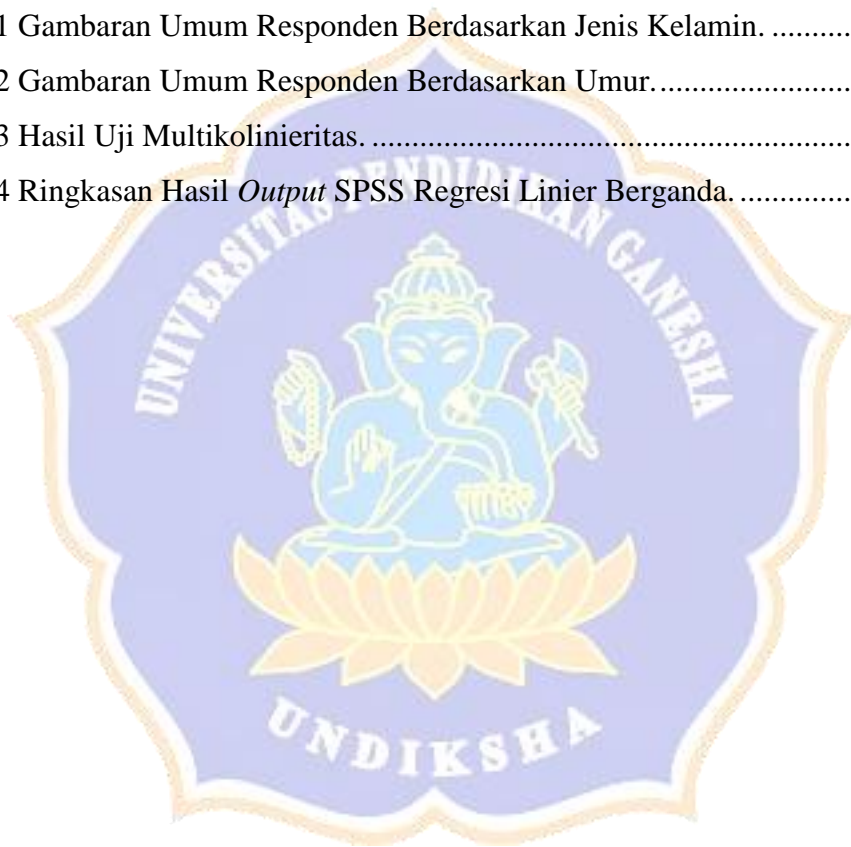 1 Gambaran Umum Responden Berdasarkan Jenis Kelamin. ..........
2 Gambaran Umum Responden Berdasarkan Umur. ........................
3 Hasil Uji Multikolinieritas. ............................................................
4 Ringkasan Hasil Output SPSS Regresi Linier Berganda. ..............
UNIVERSITAS PENDIDIKAN GANESHA
UNDIKSHA